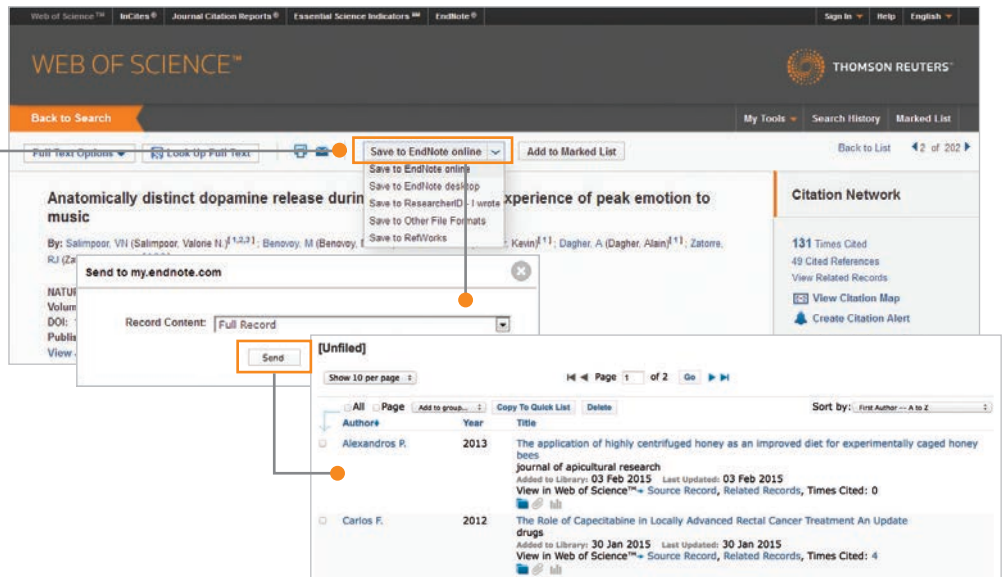 Web of Science™ InCites® Journal Citation Reports® Essential Science Indicators℠ EndNote® Sign In Help English
WEB OF SCIENCE™
THOMSON REUTERS™
Back to Search My Tools Search History Marked List
Full Text Options Look Up Full Text Save to EndNote online Add to Marked List Back to List 2 of 202
Save to EndNote online
Save to EndNote desktop
Save to ResearcherID - I wrote
Save to Other File Formats
Save to RefWorks
Anatomically distinct dopamine release xperience of peak emotion to
music
By: Salimpoor, VN (Salimpoor, Valorie N.)[1,2,3]; Benovoy, M (Benovoy, Kevin)[1]; Dagher, A (Dagher, Alain)[1]; Zatorre,
RJ
Citation Network
131 Times Cited
49 Cited References
View Related Records
View Citation Map
Create Citation Alert
DOI:
View
Send to my.endnote.com
Record Content: Full Record
Send
[Unfiled]
Show 10 per page Page 1 of 2 Go
All Page Add to group... Copy To Quick List Delete Sort by: First Author -- A to Z
Author Year Title
Alexandros P. 2013 The application of highly centrifuged honey as an improved diet for experimentally caged honey
bees
journal of apicultural research
Added to Library: 03 Feb 2015 Last Updated: 03 Feb 2015
View in Web of Science™→ Source Record, Related Records, Times Cited: 0
Carlos F. 2012 The Role of Capecitabine in Locally Advanced Rectal Cancer Treatment An Update
drugs
Added to Library: 30 Jan 2015 Last Updated: 30 Jan 2015
View in Web of Science™→ Source Record, Related Records, Times Cited: 4